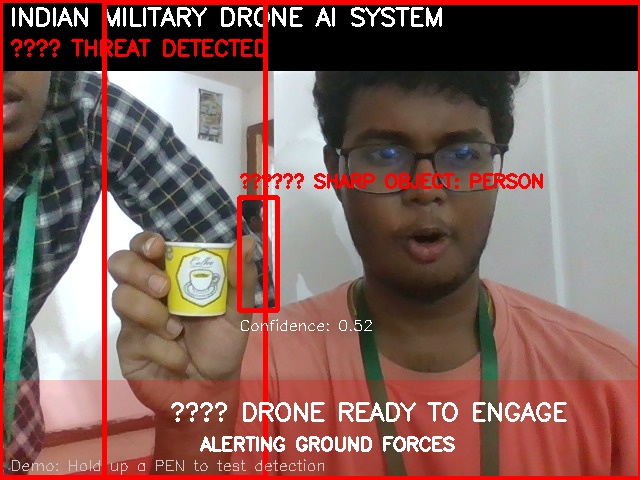 INDIAN MILITARY DRONE AI SYSTEM
???? THREAT DETECTED
?????? SHARP OBJECT: PERSON
Coffee
Confidence: 0.52
???? DRONE READY TO ENGAGE
ALERTING GROUND FORCES
Demo: Hold up a PEN to test detection